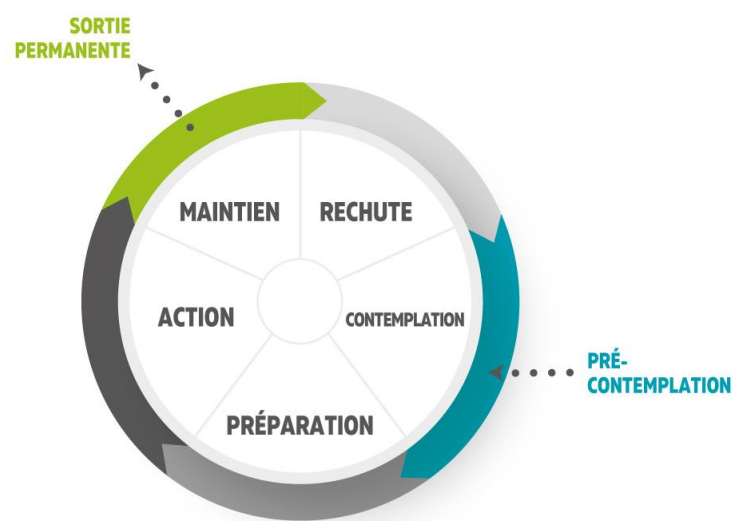 SORTIE
PERMANENTE
MAINTIEN
RECHUTE
ACTION
CONTEMPLATION
PRÉ-
CONTEMPLATION
PRÉPARATION